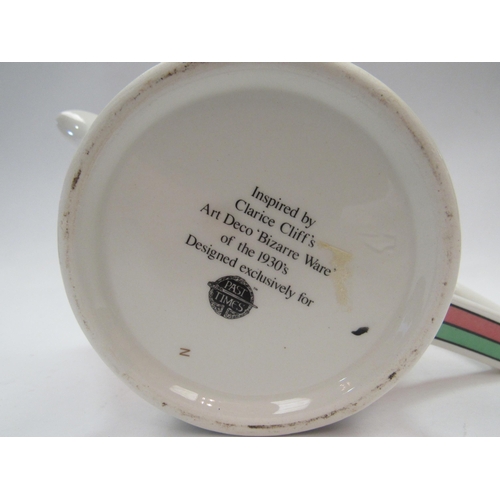 Inspired by
Clarice Cliff's
Art Deco 'Bizarre Ware'
of the 1930's
Designed exclusively for
PAST
TIMES
N